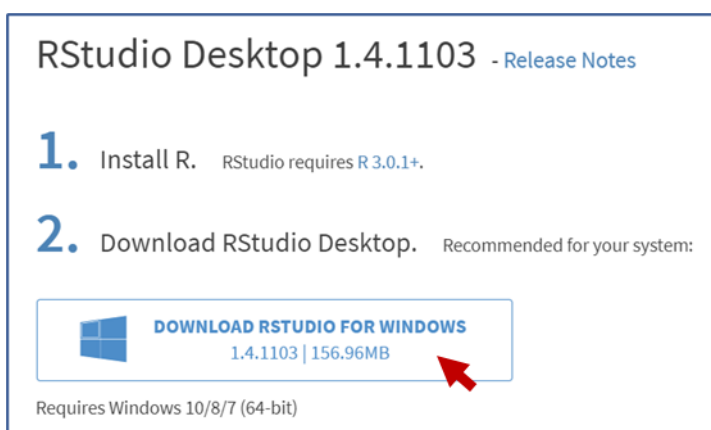 RStudio Desktop 1.4.1103 - Release Notes
1. Install R. RStudio requires R 3.0.1+.
2. Download RStudio Desktop. Recommended for your system:
DOWNLOAD RSTUDIO FOR WINDOWS
1.4.1103 | 156.96MB
Requires Windows 10/8/7 (64-bit)